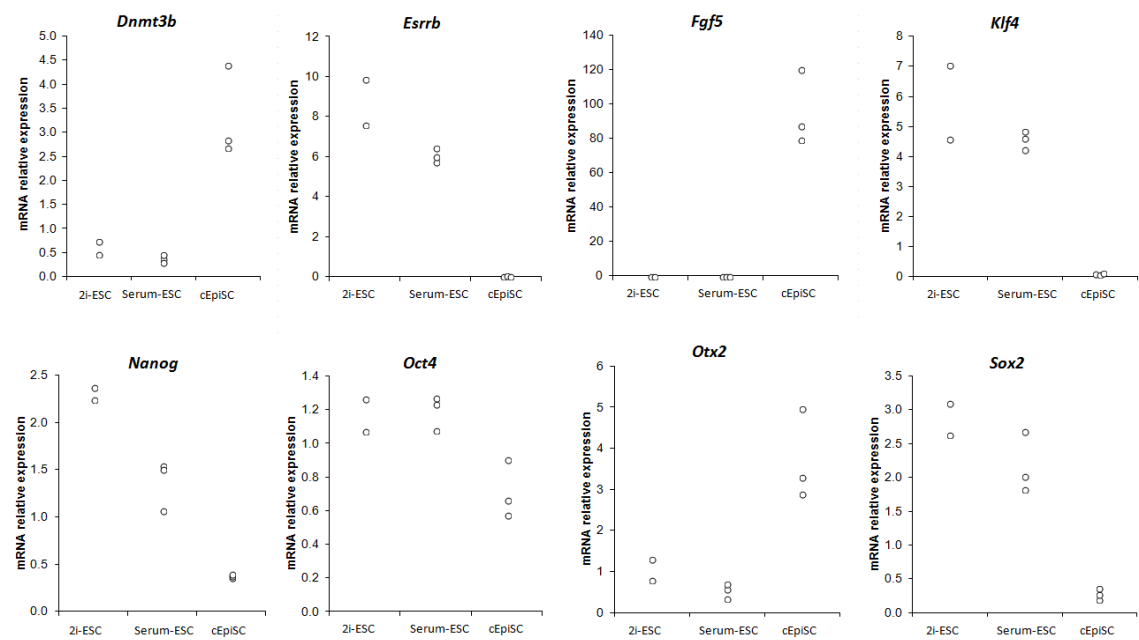 Dnmt3b
mRNA relative expression
5.0
4.5
4.0
3.5
3.0
2.5
2.0
1.5
1.0
0.5
0.0
2i-ESC Serum-ESC cEpiSC
Esrrb
mRNA relative expression
12
10
8
6
4
2
0
2i-ESC Serum-ESC cEpiSC
Fgf5
mRNA relative expression
140
120
100
80
60
40
20
0
2i-ESC Serum-ESC cEpiSC
Klf4
mRNA relative expression
8
7
6
5
4
3
2
1
0
2i-ESC Serum-ESC cEpiSC
Nanog
mRNA relative expression
2.5
2.0
1.5
1.0
0.5
0.0
2i-ESC Serum-ESC cEpiSC
Oct4
mRNA relative expression
1.4
1.2
1.0
0.8
0.6
0.4
0.2
0.0
2i-ESC Serum-ESC cEpiSC
Otx2
mRNA relative expression
6
5
4
3
2
1
0
2i-ESC Serum-ESC cEpiSC
Sox2
mRNA relative expression
3.5
3.0
2.5
2.0
1.5
1.0
0.5
0.0
2i-ESC Serum-ESC cEpiSC